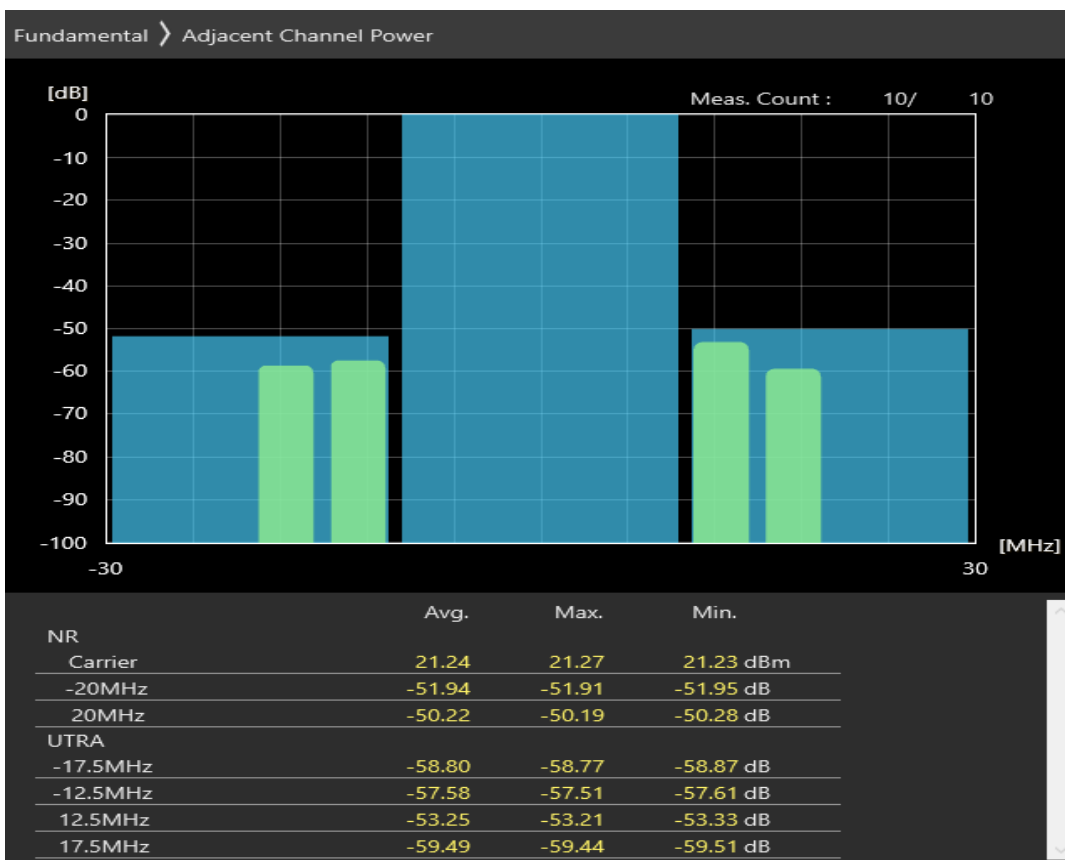 Fundamental 〉 Adjacent Channel Power
[dB]
Meas. Count : 10/ 10
0
-10
-20
-30
-40
-50
-60
-70
-80
-90
-100
[MHz]
-30 30
Avg. Max. Min.
NR
Carrier 21.24 21.27 21.23 dBm
-20MHz -51.94 -51.91 -51.95 dB
20MHz -50.22 -50.19 -50.28 dB
UTRA
-17.5MHz -58.80 -58.77 -58.87 dB
-12.5MHz -57.58 -57.51 -57.61 dB
12.5MHz -53.25 -53.21 -53.33 dB
17.5MHz -59.49 -59.44 -59.51 dB